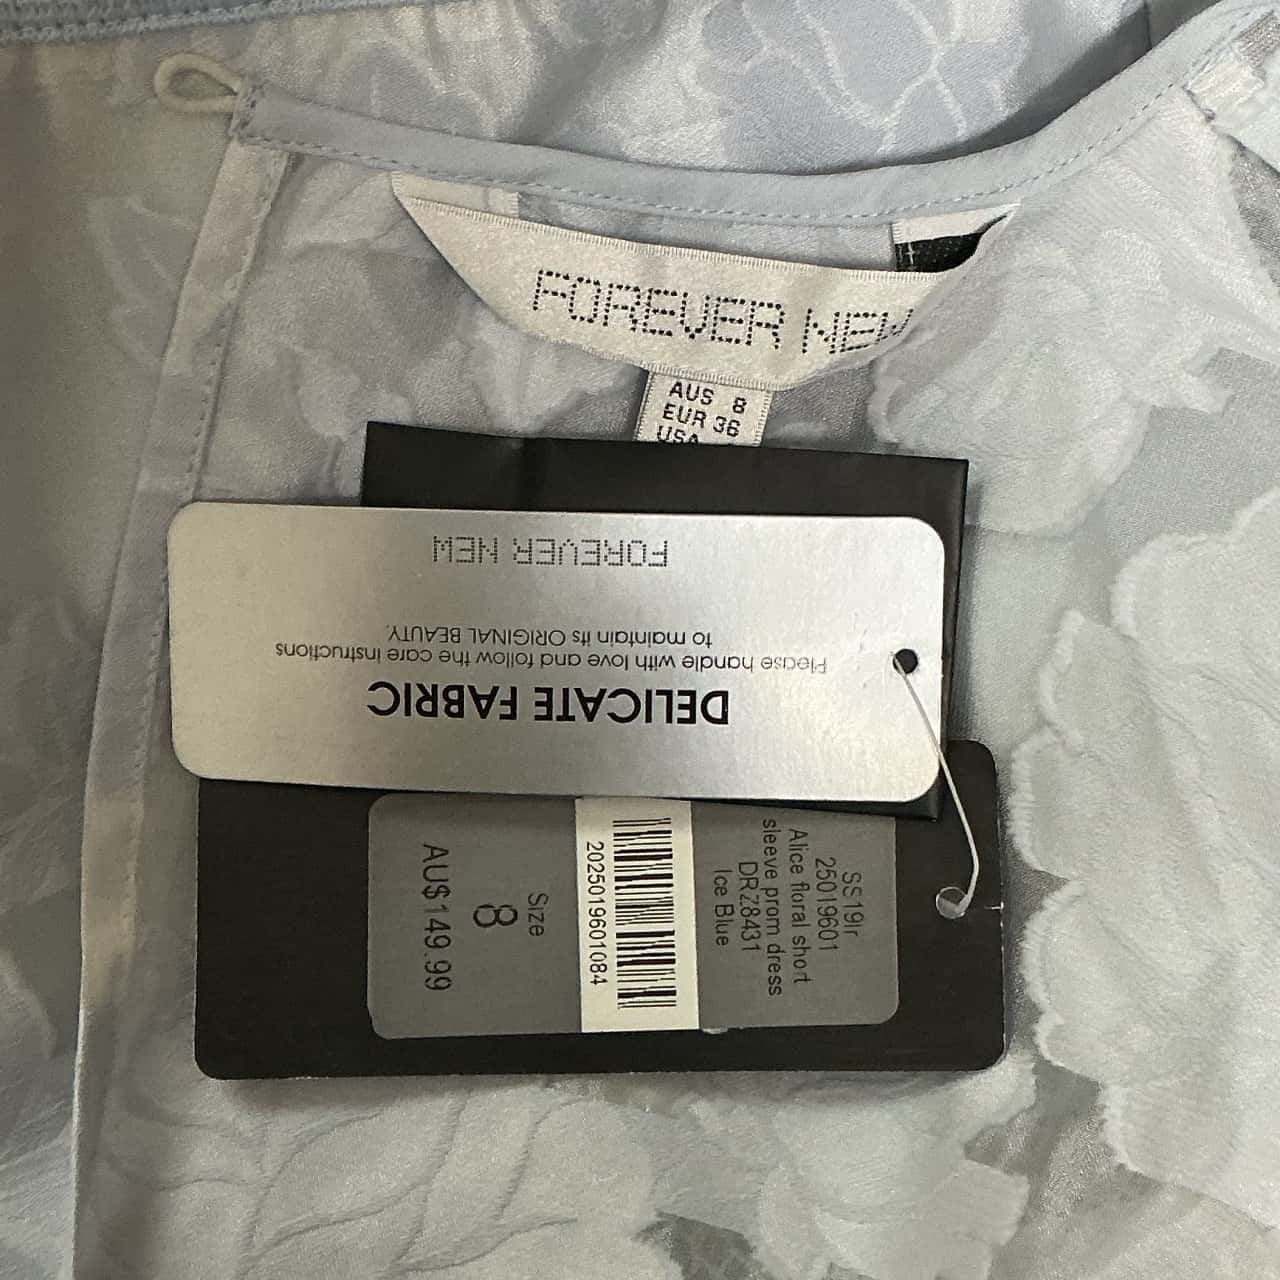 FOREVER NEW
AUS 8
EUR 36
USA
FOREVER NEW
DELICATE FABRIC
Please handle with love and follow the care instructions
to maintain its ORIGINAL BEAUTY.
SS19Ir
25019601
Alice floral short
sleeve prom dress
DRZ8431
Ice Blue
2025019601084
Size
8
AU$149.99